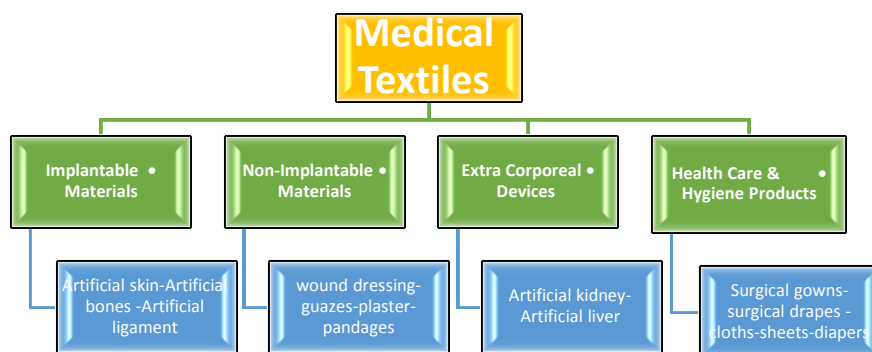 Medical
Textiles
Implantable •
Materials
Non-Implantable •
Materials
Extra Corporeal •
Devices
Health Care & •
Hygiene Products
Artificial skin-Artificial
bones -Artificial
ligament
wound dressing-
guazes-plaster-
pandages
Artificial kidney-
Artificial liver
Surgical gowns-
surgical drapes -
cloths-sheets-diapers